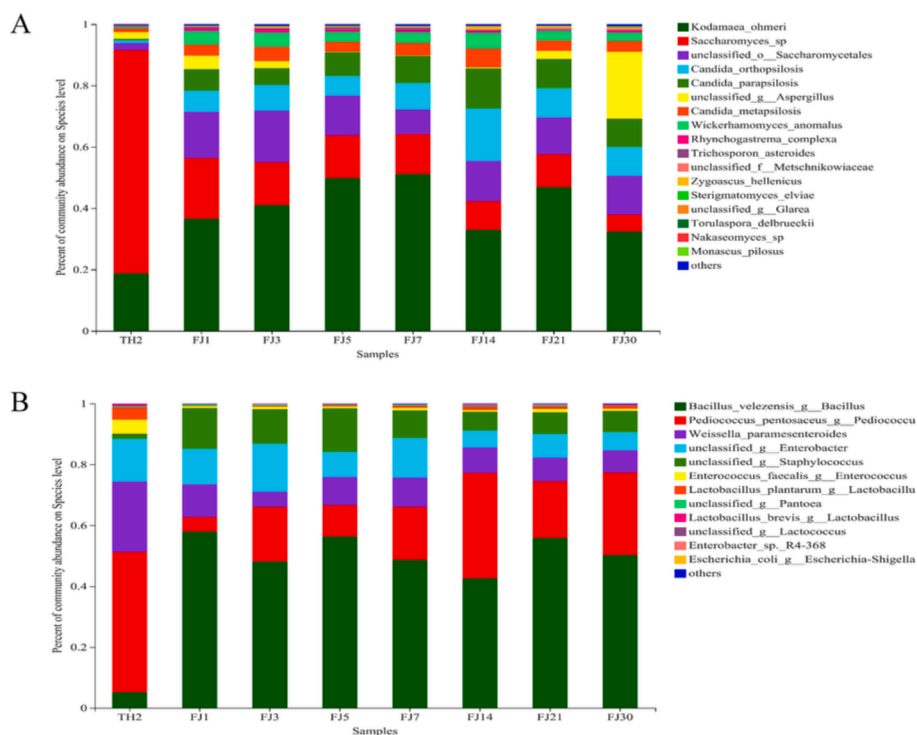 A
Percent of community abundance on Species level
1
0.8
0.6
0.4
0.2
0
TH2 FJ1 FJ3 FJ5 FJ7 FJ14 FJ21 FJ30
Samples
Kodamaea_ohmeri
Saccharomyces_sp
unclassified_o__Saccharomycetales
Candida_orthopsilosis
Candida_parapsilosis
unclassified_g__Aspergillus
Candida_metapsilosis
Wickerhamomyces_anomalus
Rhynchogastrema_complexa
Trichosporon_asteroides
unclassified_f__Metschnikowiaceae
Zygoascus_hellenicus
Sterigmatomyces_elviae
unclassified_g__Glarea
Torulaspora_delbrueckii
Nakaseomyces_sp
Monascus_pilosus
others
B
Percent of community abundance on Species level
1
0.8
0.6
0.4
0.2
0
TH2 FJ1 FJ3 FJ5 FJ7 FJ14 FJ21 FJ30
Samples
Bacillus_velezensis_g__Bacillus
Pediococcus_pentosaceus_g__Pediococcu
Weissella_paramesenteroides
unclassified_g__Enterobacter
unclassified_g__Staphylococcus
Enterococcus_faecalis_g__Enterococcus
Lactobacillus_plantarum_g__Lactobacillu
unclassified_g__Pantoea
Lactobacillus_brevis_g__Lactobacillus
unclassified_g__Lactococcus
Enterobacter_sp._R4-368
Escherichia_coli_g__Escherichia-Shigella
others